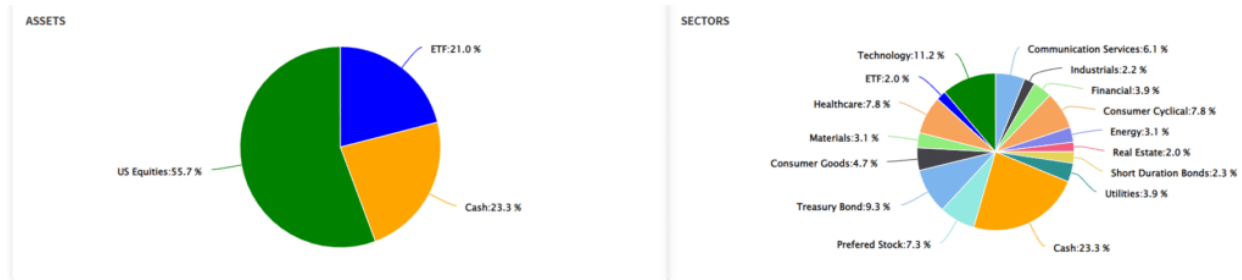 ASSETS
ETF:21.0 %
US Equities:55.7 %
Cash:23.3 %
SECTORS
Communication Services:6.1 %
Technology:11.2 %
Industrials:2.2 %
ETF:2.0 %
Financial:3.9 %
Healthcare:7.8 %
Consumer Cyclical:7.8 %
Energy:3.1 %
Materials:3.1 %
Real Estate:2.0 %
Consumer Goods:4.7 %
Short Duration Bonds:2.3 %
Utilities:3.9 %
Treasury Bond:9.3 %
Prefered Stock:7.3 %
Cash:23.3 %